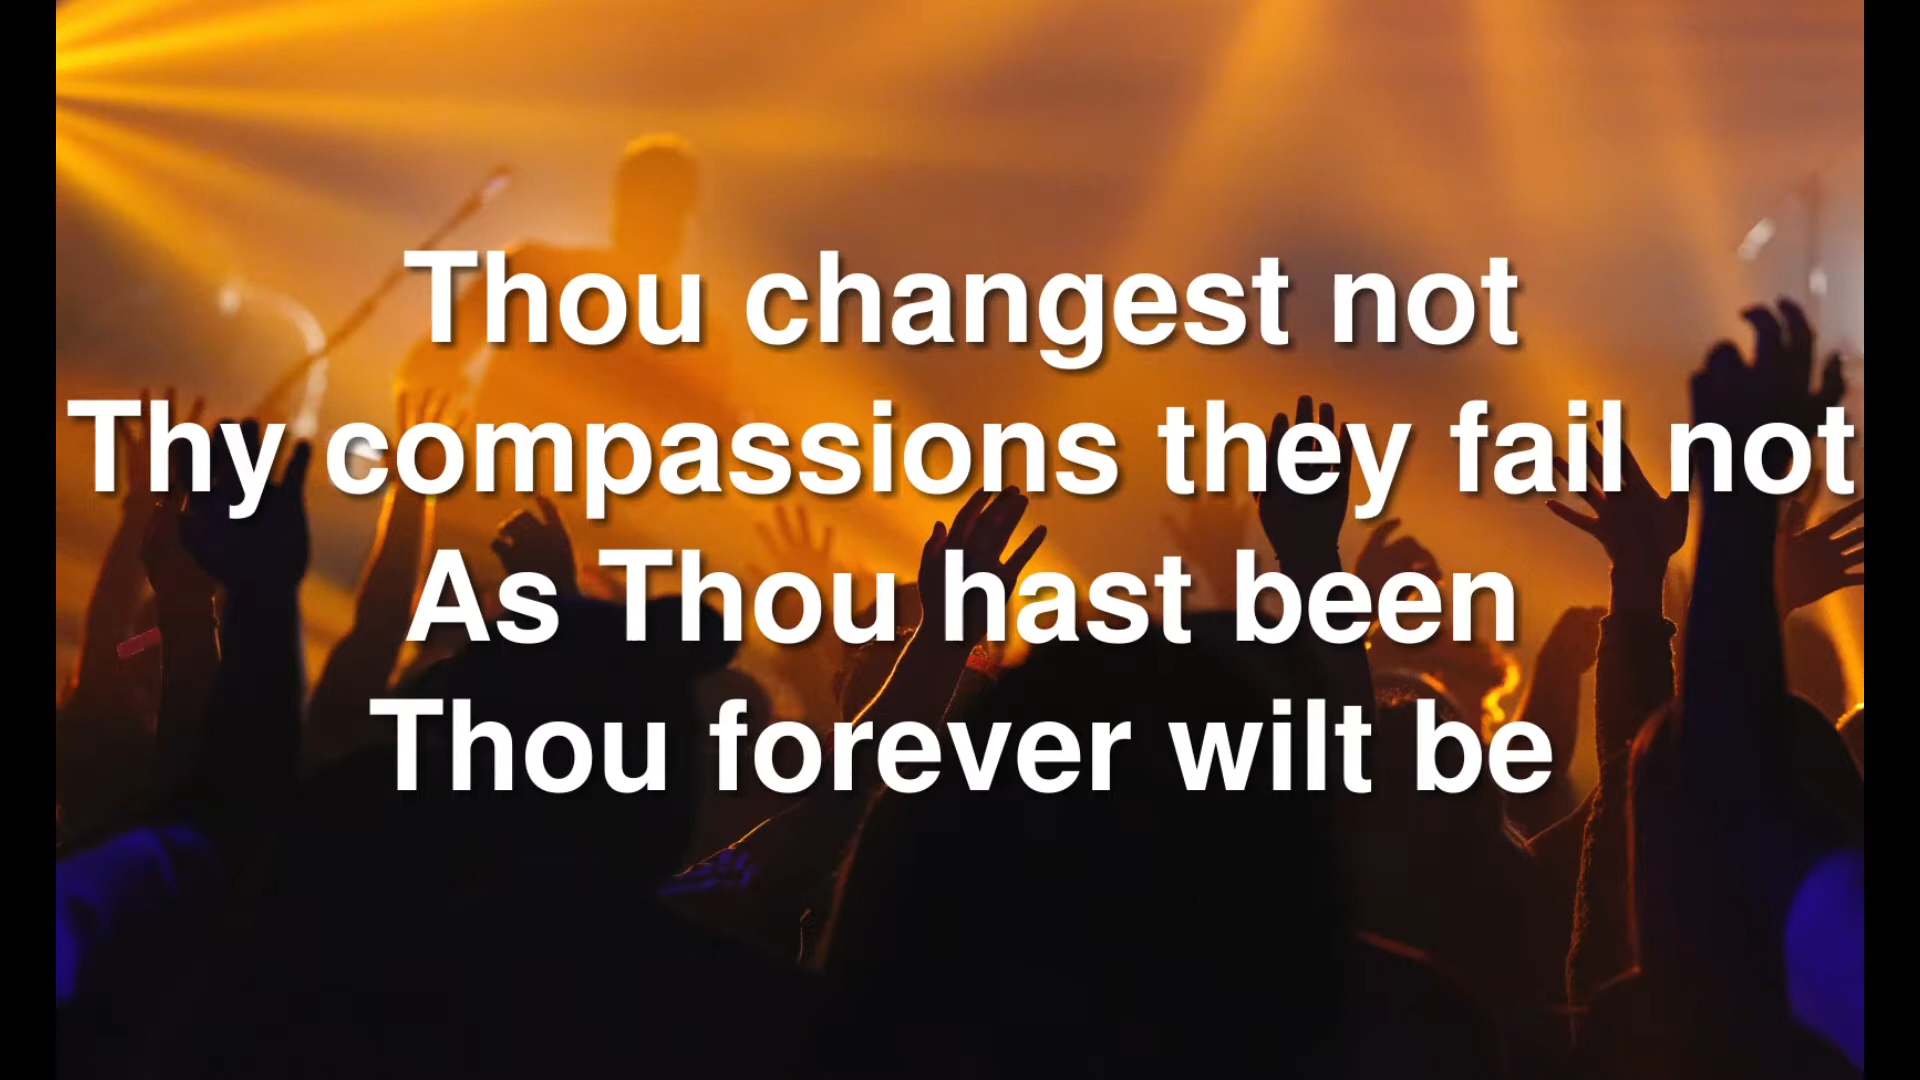 Thou changest not
Thy compassions they fail not
As Thou hast been
Thou forever wilt be